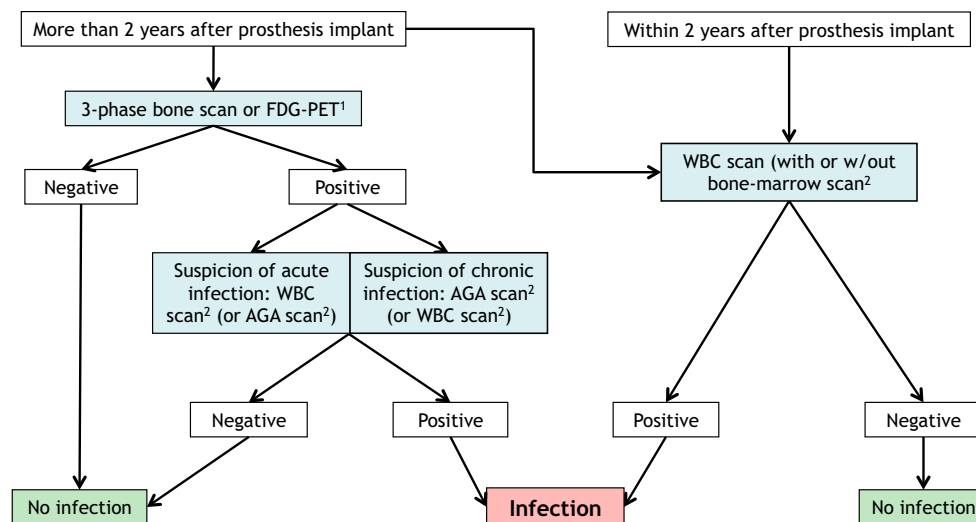 More than 2 years after prosthesis implant
Within 2 years after prosthesis implant
3-phase bone scan or FDG-PET¹
WBC scan (with or w/out
bone-marrow scan²
Negative
Positive
Suspicion of acute
infection: WBC
scan² (or AGA scan²)
Suspicion of chronic
infection: AGA scan²
(or WBC scan²)
Negative
Positive
Positive
Negative
No infection
Infection
No infection